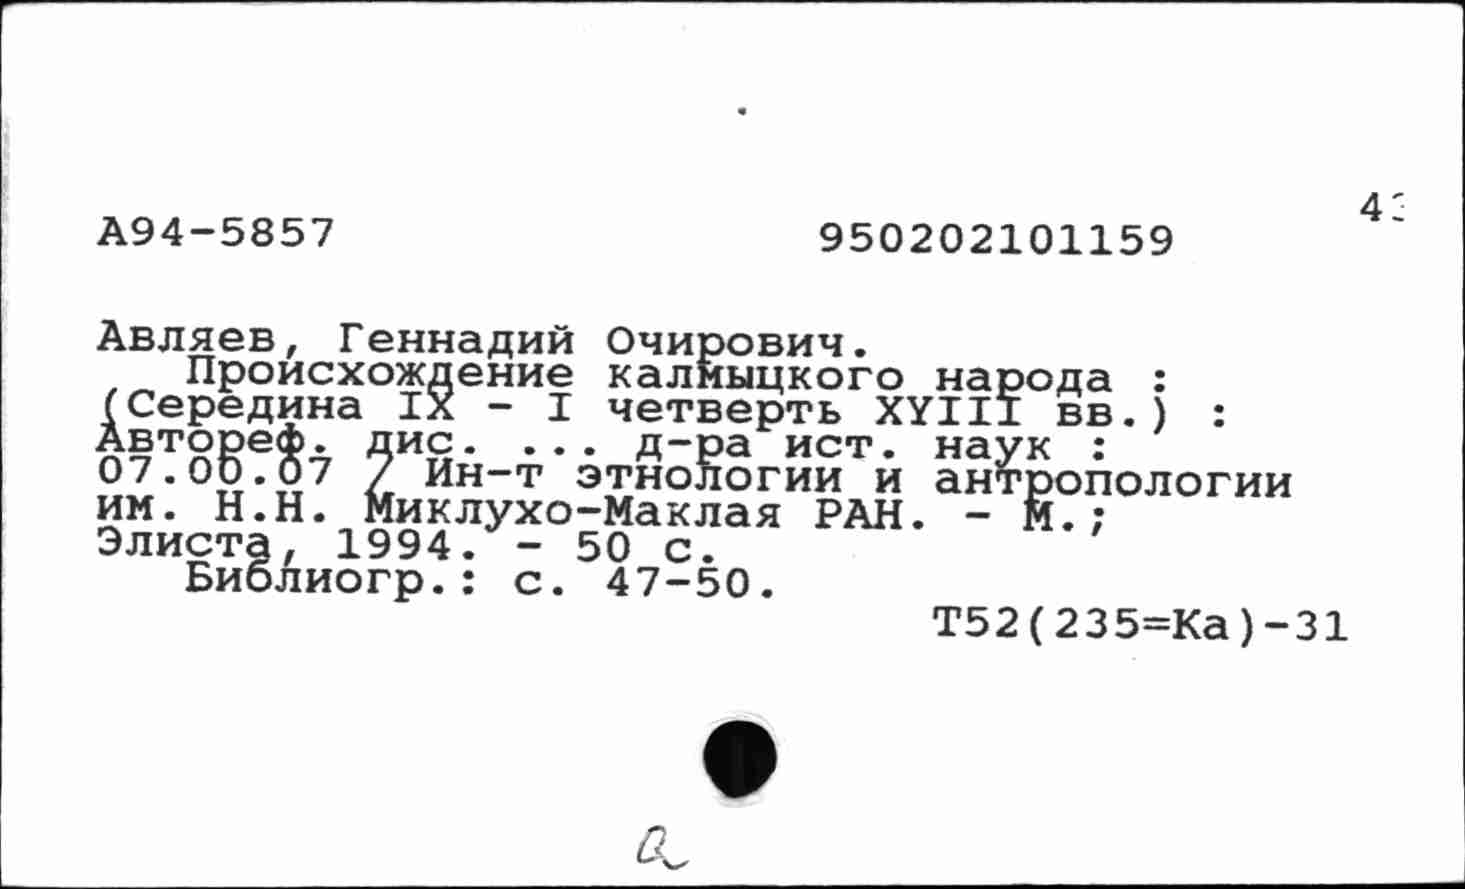 A94-5857
950202101159
Авляев, Геннадий Очирович.
Происхождение калмыцкого народа :
(Середина IX - I четверть XYIII вв.) :
Автореф. дис. ... д-ра ист. наук :
07.00.07 / Ин-т этнологии и антропологии
им. Н.Н. Миклухо-Маклая РАН. - М.;
Элиста, 1994. - 50 с.
Библиогр.: с. 47-50.
Т52(235=Ка)-31